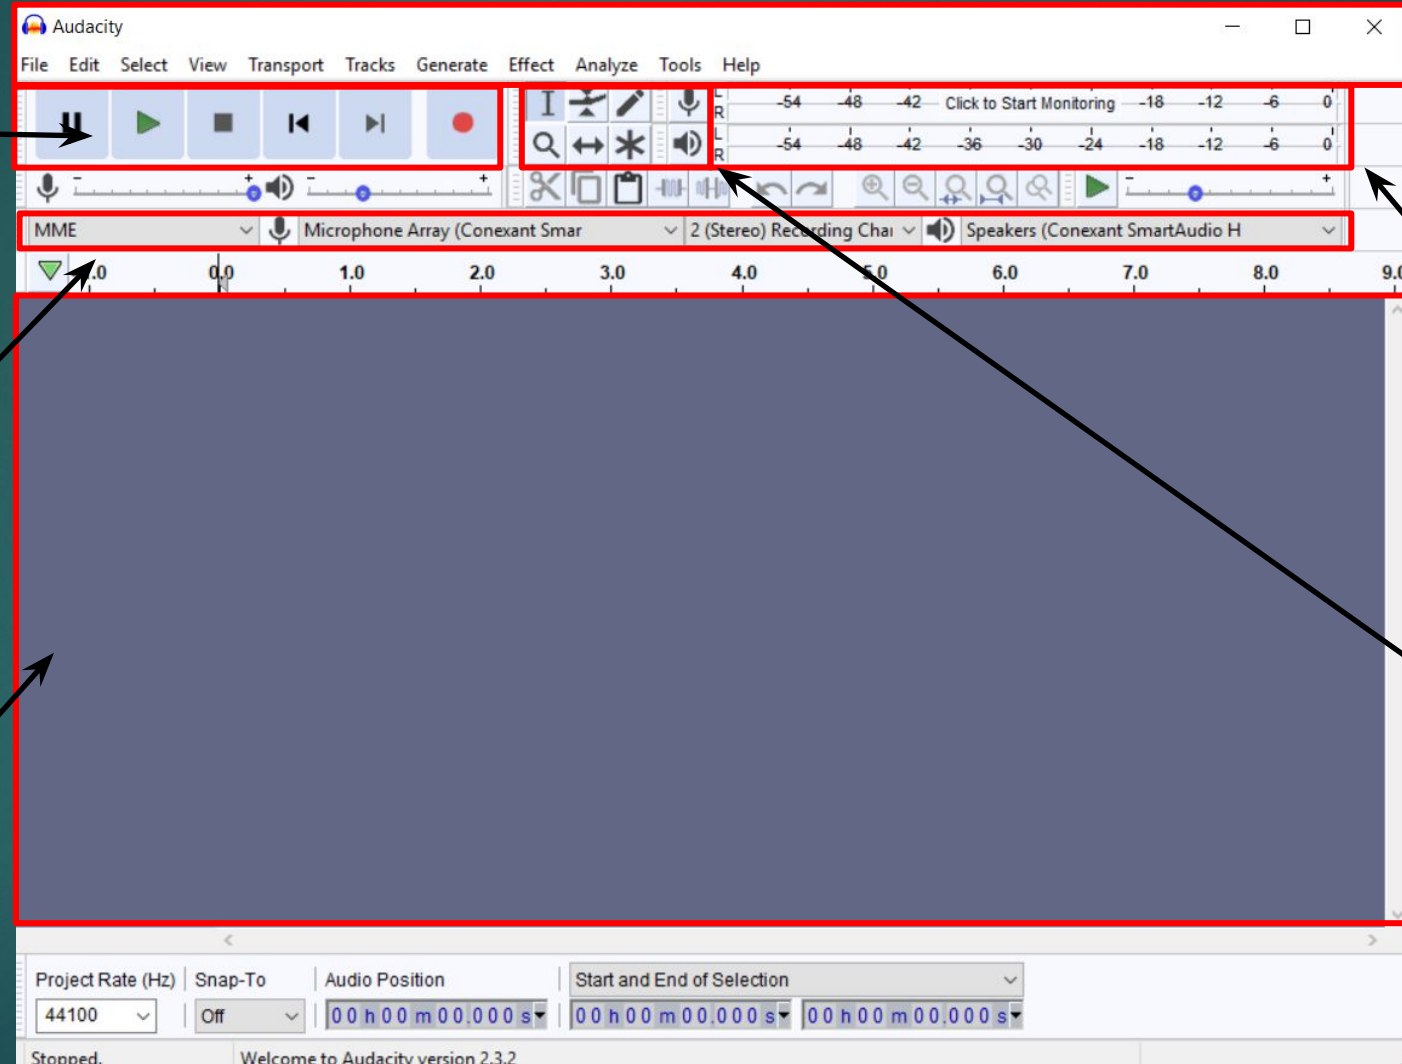 Audacity
File Edit Select View Transport Tracks Generate Effect Analyze Tools Help
L R -54 -48 -42 Click to Start Monitoring -18 -12 -6 0
L R -54 -48 -42 -36 -30 -24 -18 -12 -6 0
- + - + - +
MME Microphone Array (Conexant Smar 2 (Stereo) Recording Chai Speakers (Conexant SmartAudio H
.0 0.0 1.0 2.0 3.0 4.0 5.0 6.0 7.0 8.0 9.0
Project Rate (Hz) Snap-To Audio Position Start and End of Selection
44100 Off 00 h 00 m 00.000 s 00 h 00 m 00.000 s 00 h 00 m 00.000 s
Stopped. Welcome to Audacity version 2.3.2